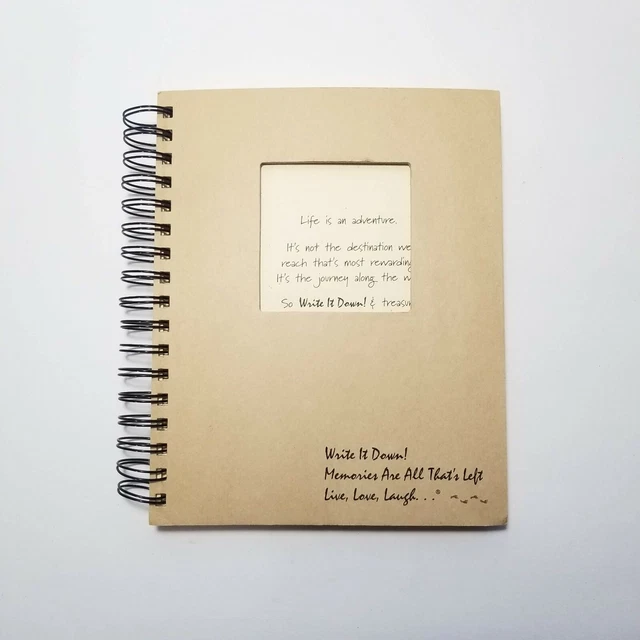 Life is an adventure.
It's not the destination we
reach that's most rewarding
It's the journey along the
So Write It Down! &
Write It Down!
Memories Are All That's Left
Live, Love, Laugh. . .®